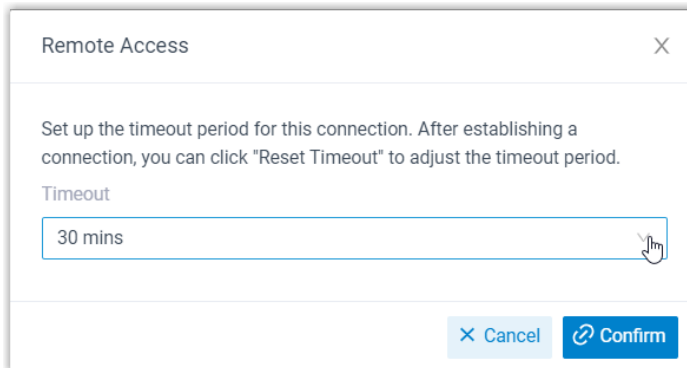 Remote Access
Set up the timeout period for this connection. After establishing a
connection, you can click "Reset Timeout" to adjust the timeout period.
Timeout
30 mins
Cancel
Confirm